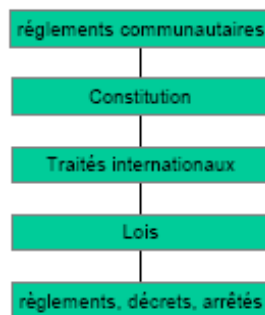 réglements communautaires
Constitution
Traités internationaux
Lois
règlements, décrets, arrêtés